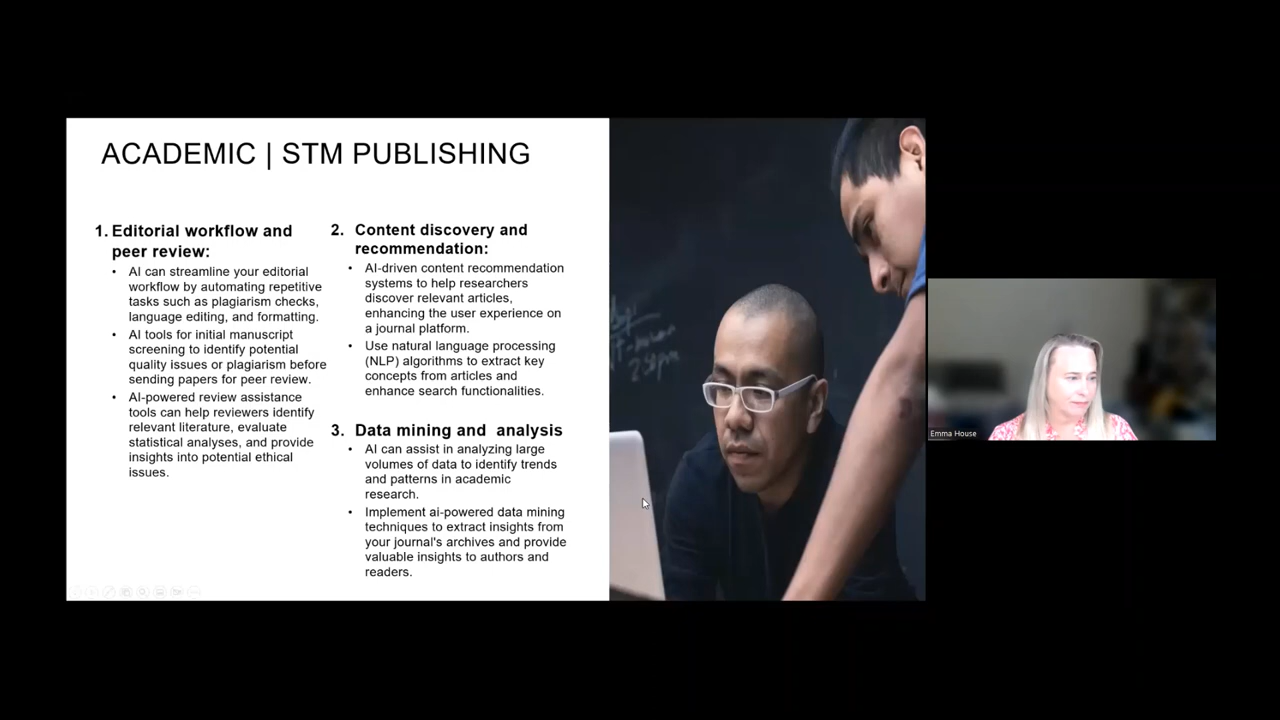 ACADEMIC | STM PUBLISHING
1. Editorial workflow and
peer review:
• AI can streamline your editorial
workflow by automating repetitive
tasks such as plagiarism checks,
language editing, and formatting.
• AI tools for initial manuscript
screening to identify potential
quality issues or plagiarism before
sending papers for peer review.
• AI-powered review assistance
tools can help reviewers identify
relevant literature, evaluate
statistical analyses, and provide
insights into potential ethical
issues.
2. Content discovery and
recommendation:
• AI-driven content recommendation
systems to help researchers
discover relevant articles,
enhancing the user experience on
a journal platform.
• Use natural language processing
(NLP) algorithms to extract key
concepts from articles and
enhance search functionalities.
3. Data mining and  analysis
• AI can assist in analyzing large
volumes of data to identify trends
and patterns in academic
research.
• Implement ai-powered data mining
techniques to extract insights from
your journal's archives and provide
valuable insights to authors and
readers.
2:30pm
Emma House